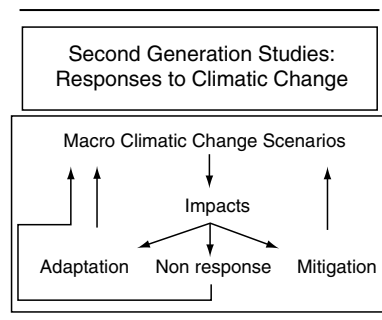 Second Generation Studies:
Responses to Climatic Change
Macro Climatic Change Scenarios
Impacts
Adaptation Non response Mitigation